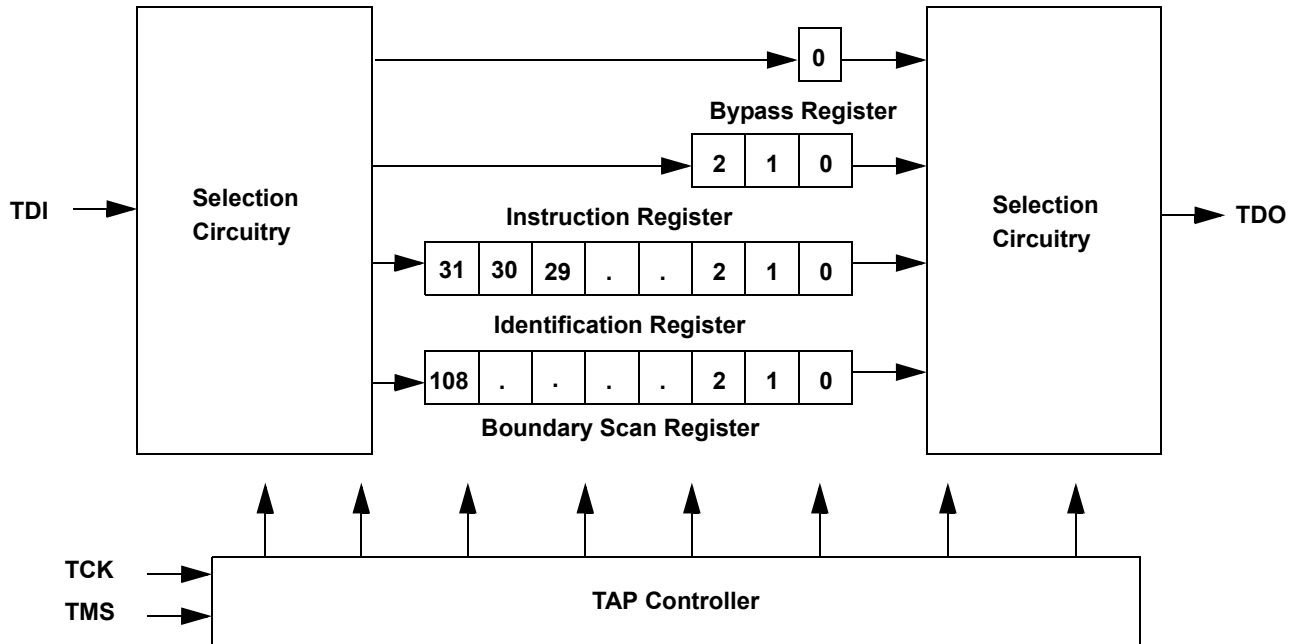 0
Bypass Register
2 1 0
Selection
Circuitry
TDI
Instruction Register
31 30 29 . . 2 1 0
Identification Register
108 . . . . 2 1 0
Boundary Scan Register
Selection
Circuitry
TDO
TCK
TMS
TAP Controller